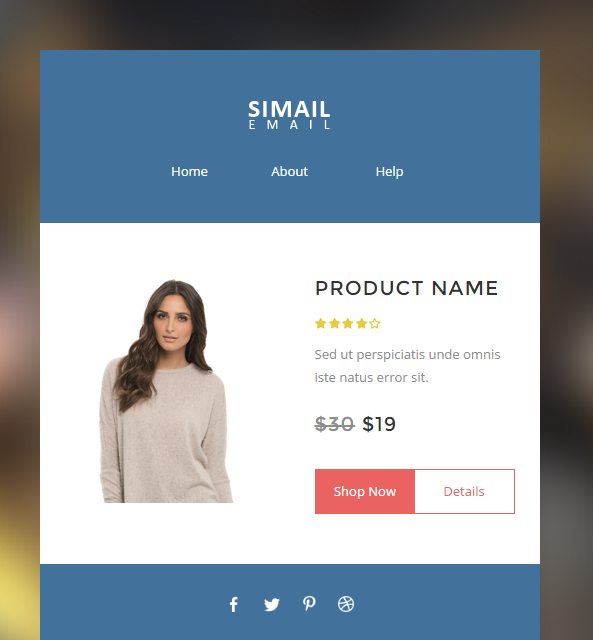 SIMAIL
EMAIL
Home About Help
PRODUCT NAME
Sed ut perspiciatis unde omnis
iste natus error sit.
$30 $19
Shop Now Details